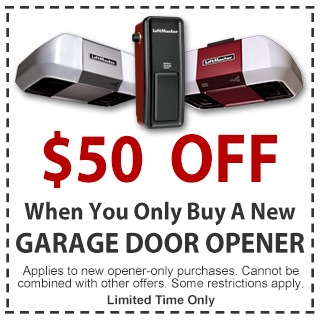 LiftMaster
LiftMaster
LiftMaster
$50 OFF
When You Only Buy A New
GARAGE DOOR OPENER
Applies to new opener-only purchases. Cannot be
combined with other offers. Some restrictions apply.
Limited Time Only